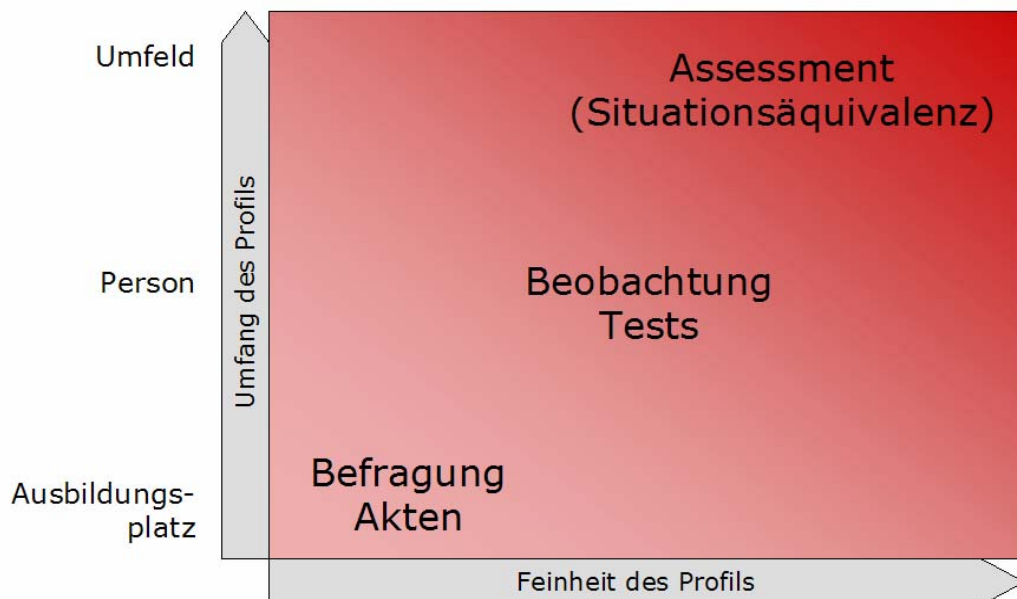 Umfeld
Assessment
(Situationsäquivalenz)
Umfang des Profils
Person
Beobachtung
Tests
Ausbildungs-
platz
Befragung
Akten
Feinheit des Profils